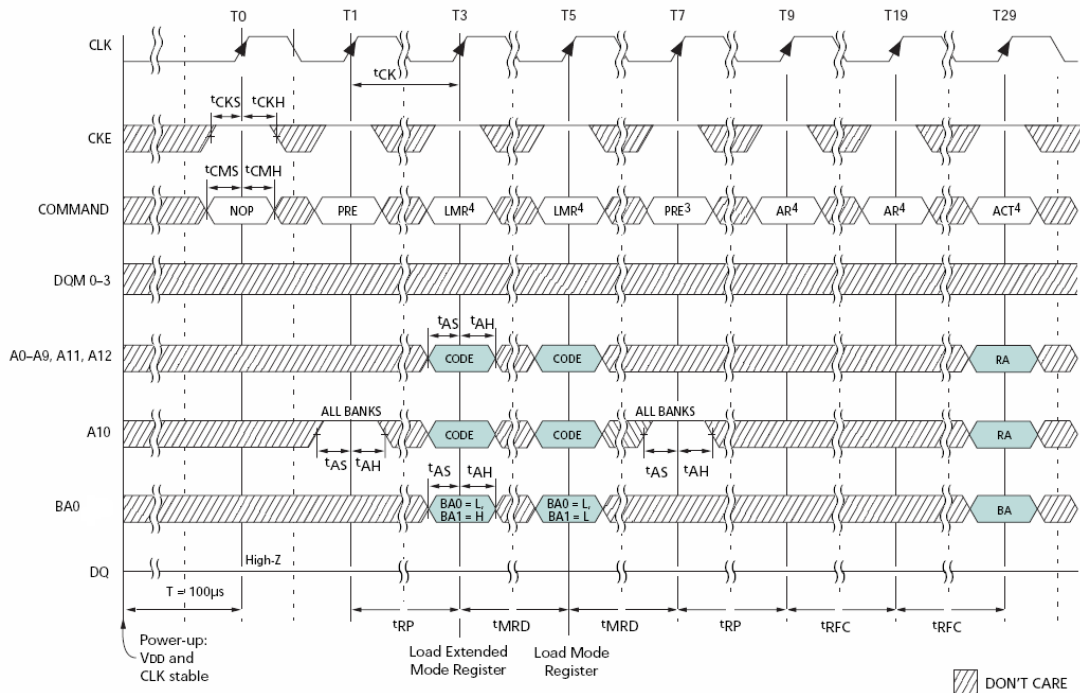 T0 T1 T3 T5 T7 T9 T19 T29
CLK
tCK
tCKS tCKH
CKE
tCMS tCMH
COMMAND NOP PRE LMR4 LMR4 PRE3 AR4 AR4 ACT4
DQM 0–3
tAS tAH
A0–A9, A11, A12 CODE CODE RA
ALL BANKS ALL BANKS
A10 CODE CODE RA
tAS tAH tAS tAH
tAS tAH
BA0 BA0 = L, BA0 = L, BA
BA1 = H BA1 = L
High-Z
DQ
T = 100µs
tRP tMRD tMRD tRP tRFC tRFC
Power-up:
VDD and
CLK stable
Load Extended
Mode Register
Load Mode
Register
DON'T CARE